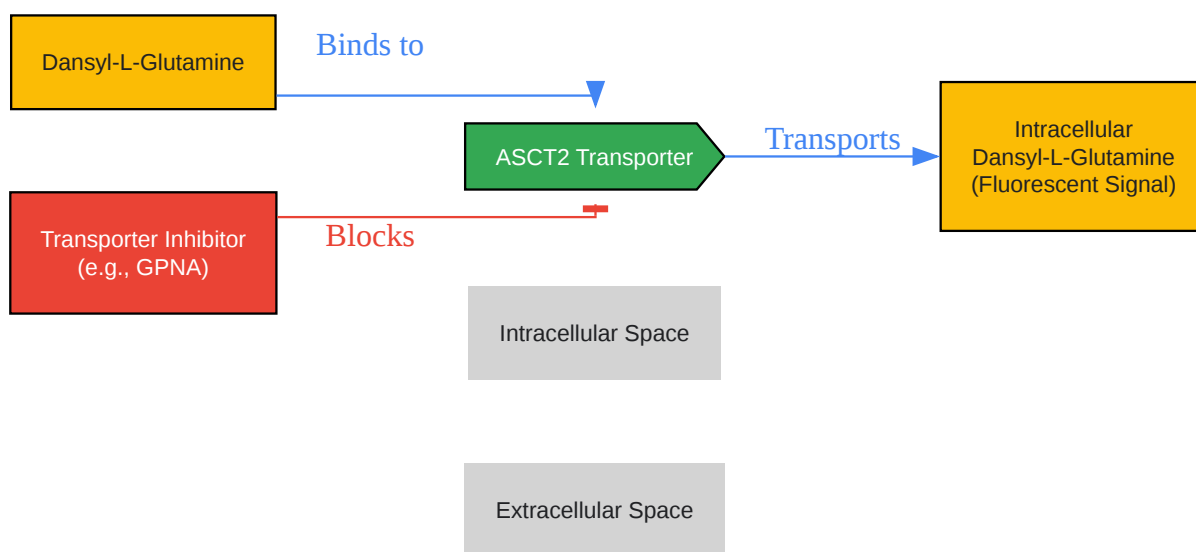 Dansyl-L-Glutamine
Binds to
ASCT2 Transporter
Transports
Intracellular
Dansyl-L-Glutamine
(Fluorescent Signal)
Transporter Inhibitor
(e.g., GPNA)
Blocks
Intracellular Space
Extracellular Space